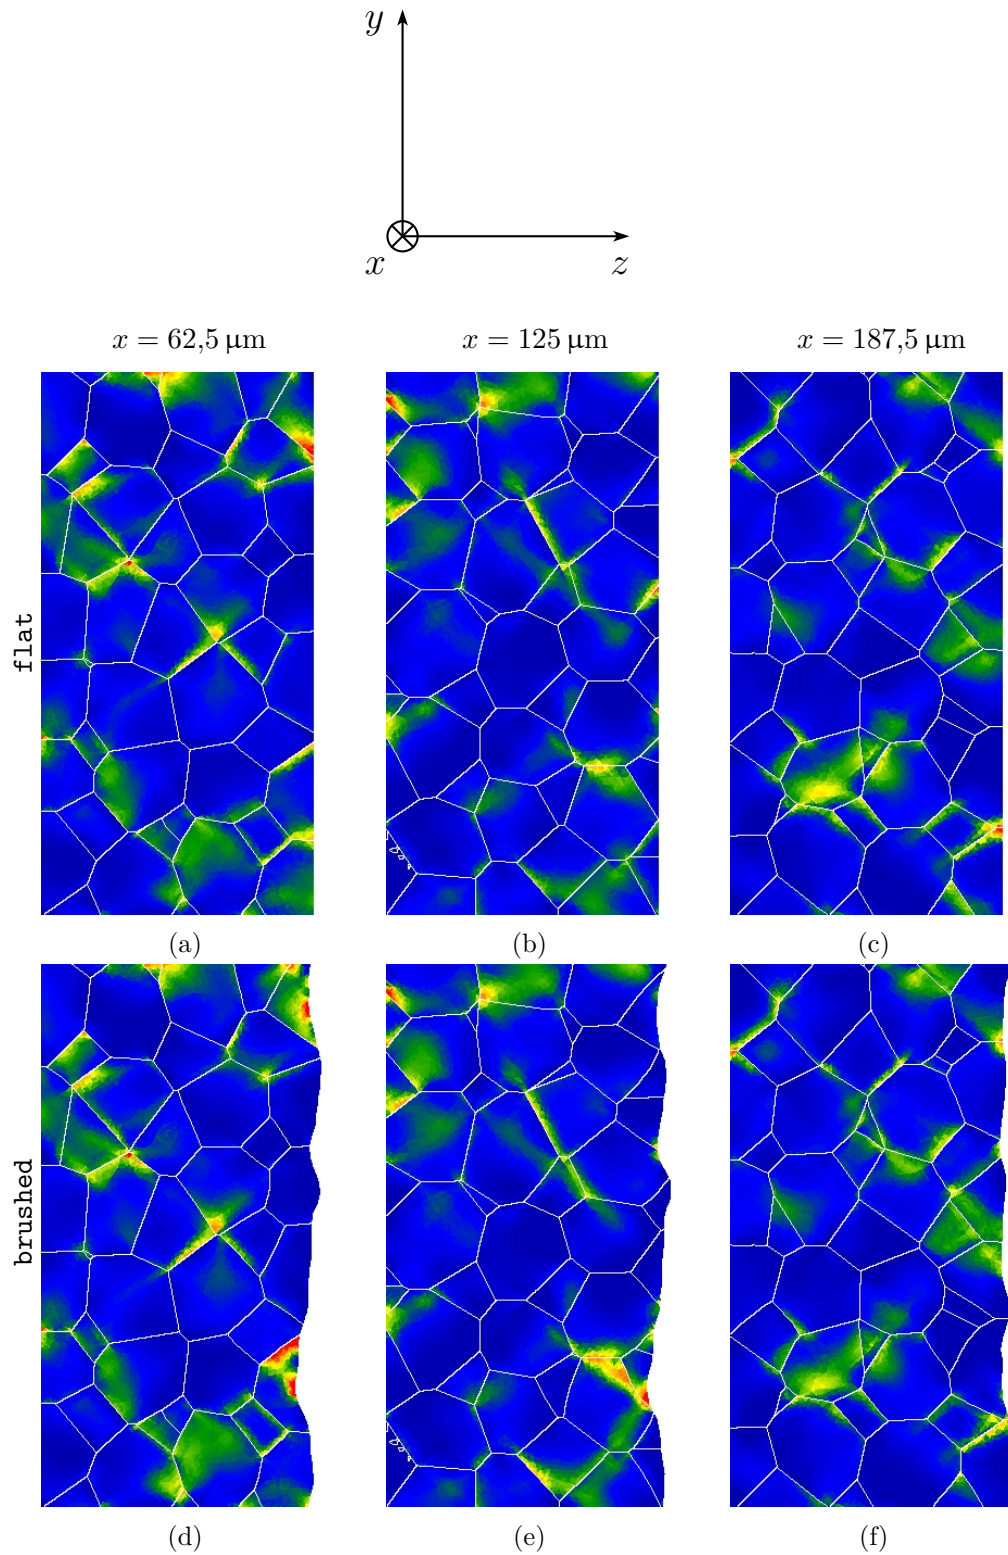 y
x z
x = 62,5 µm x = 125 µm x = 187,5 µm
flat
(a) (b) (c)
brushed
(d) (e) (f)